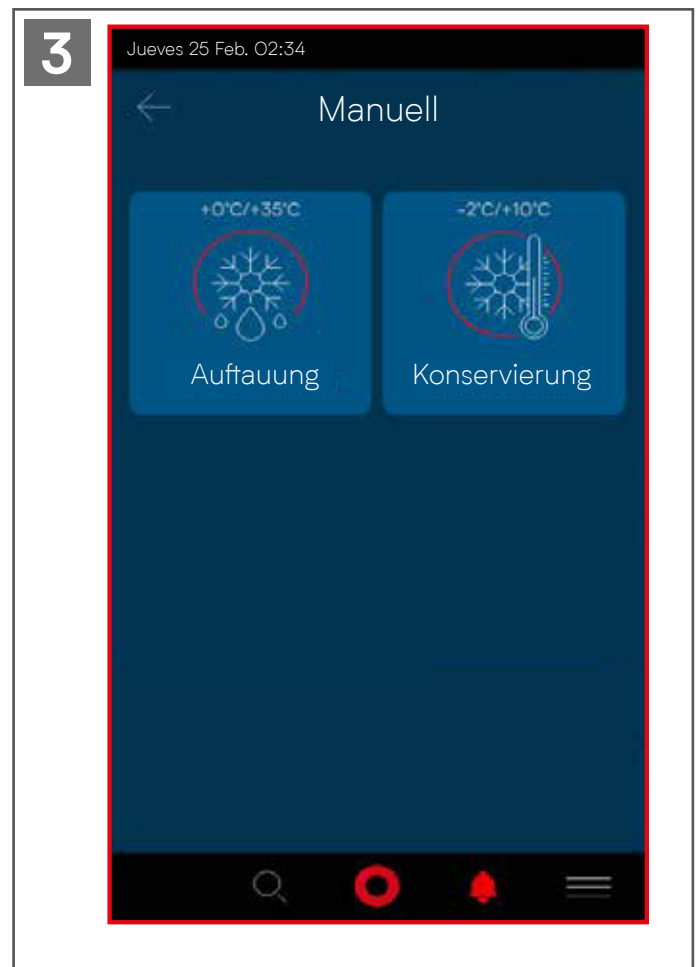 3
Jueves 25 Feb. 02:34
Manuell
+0°C/+35°C
-2°C/+10°C
Auftauung
Konservierung